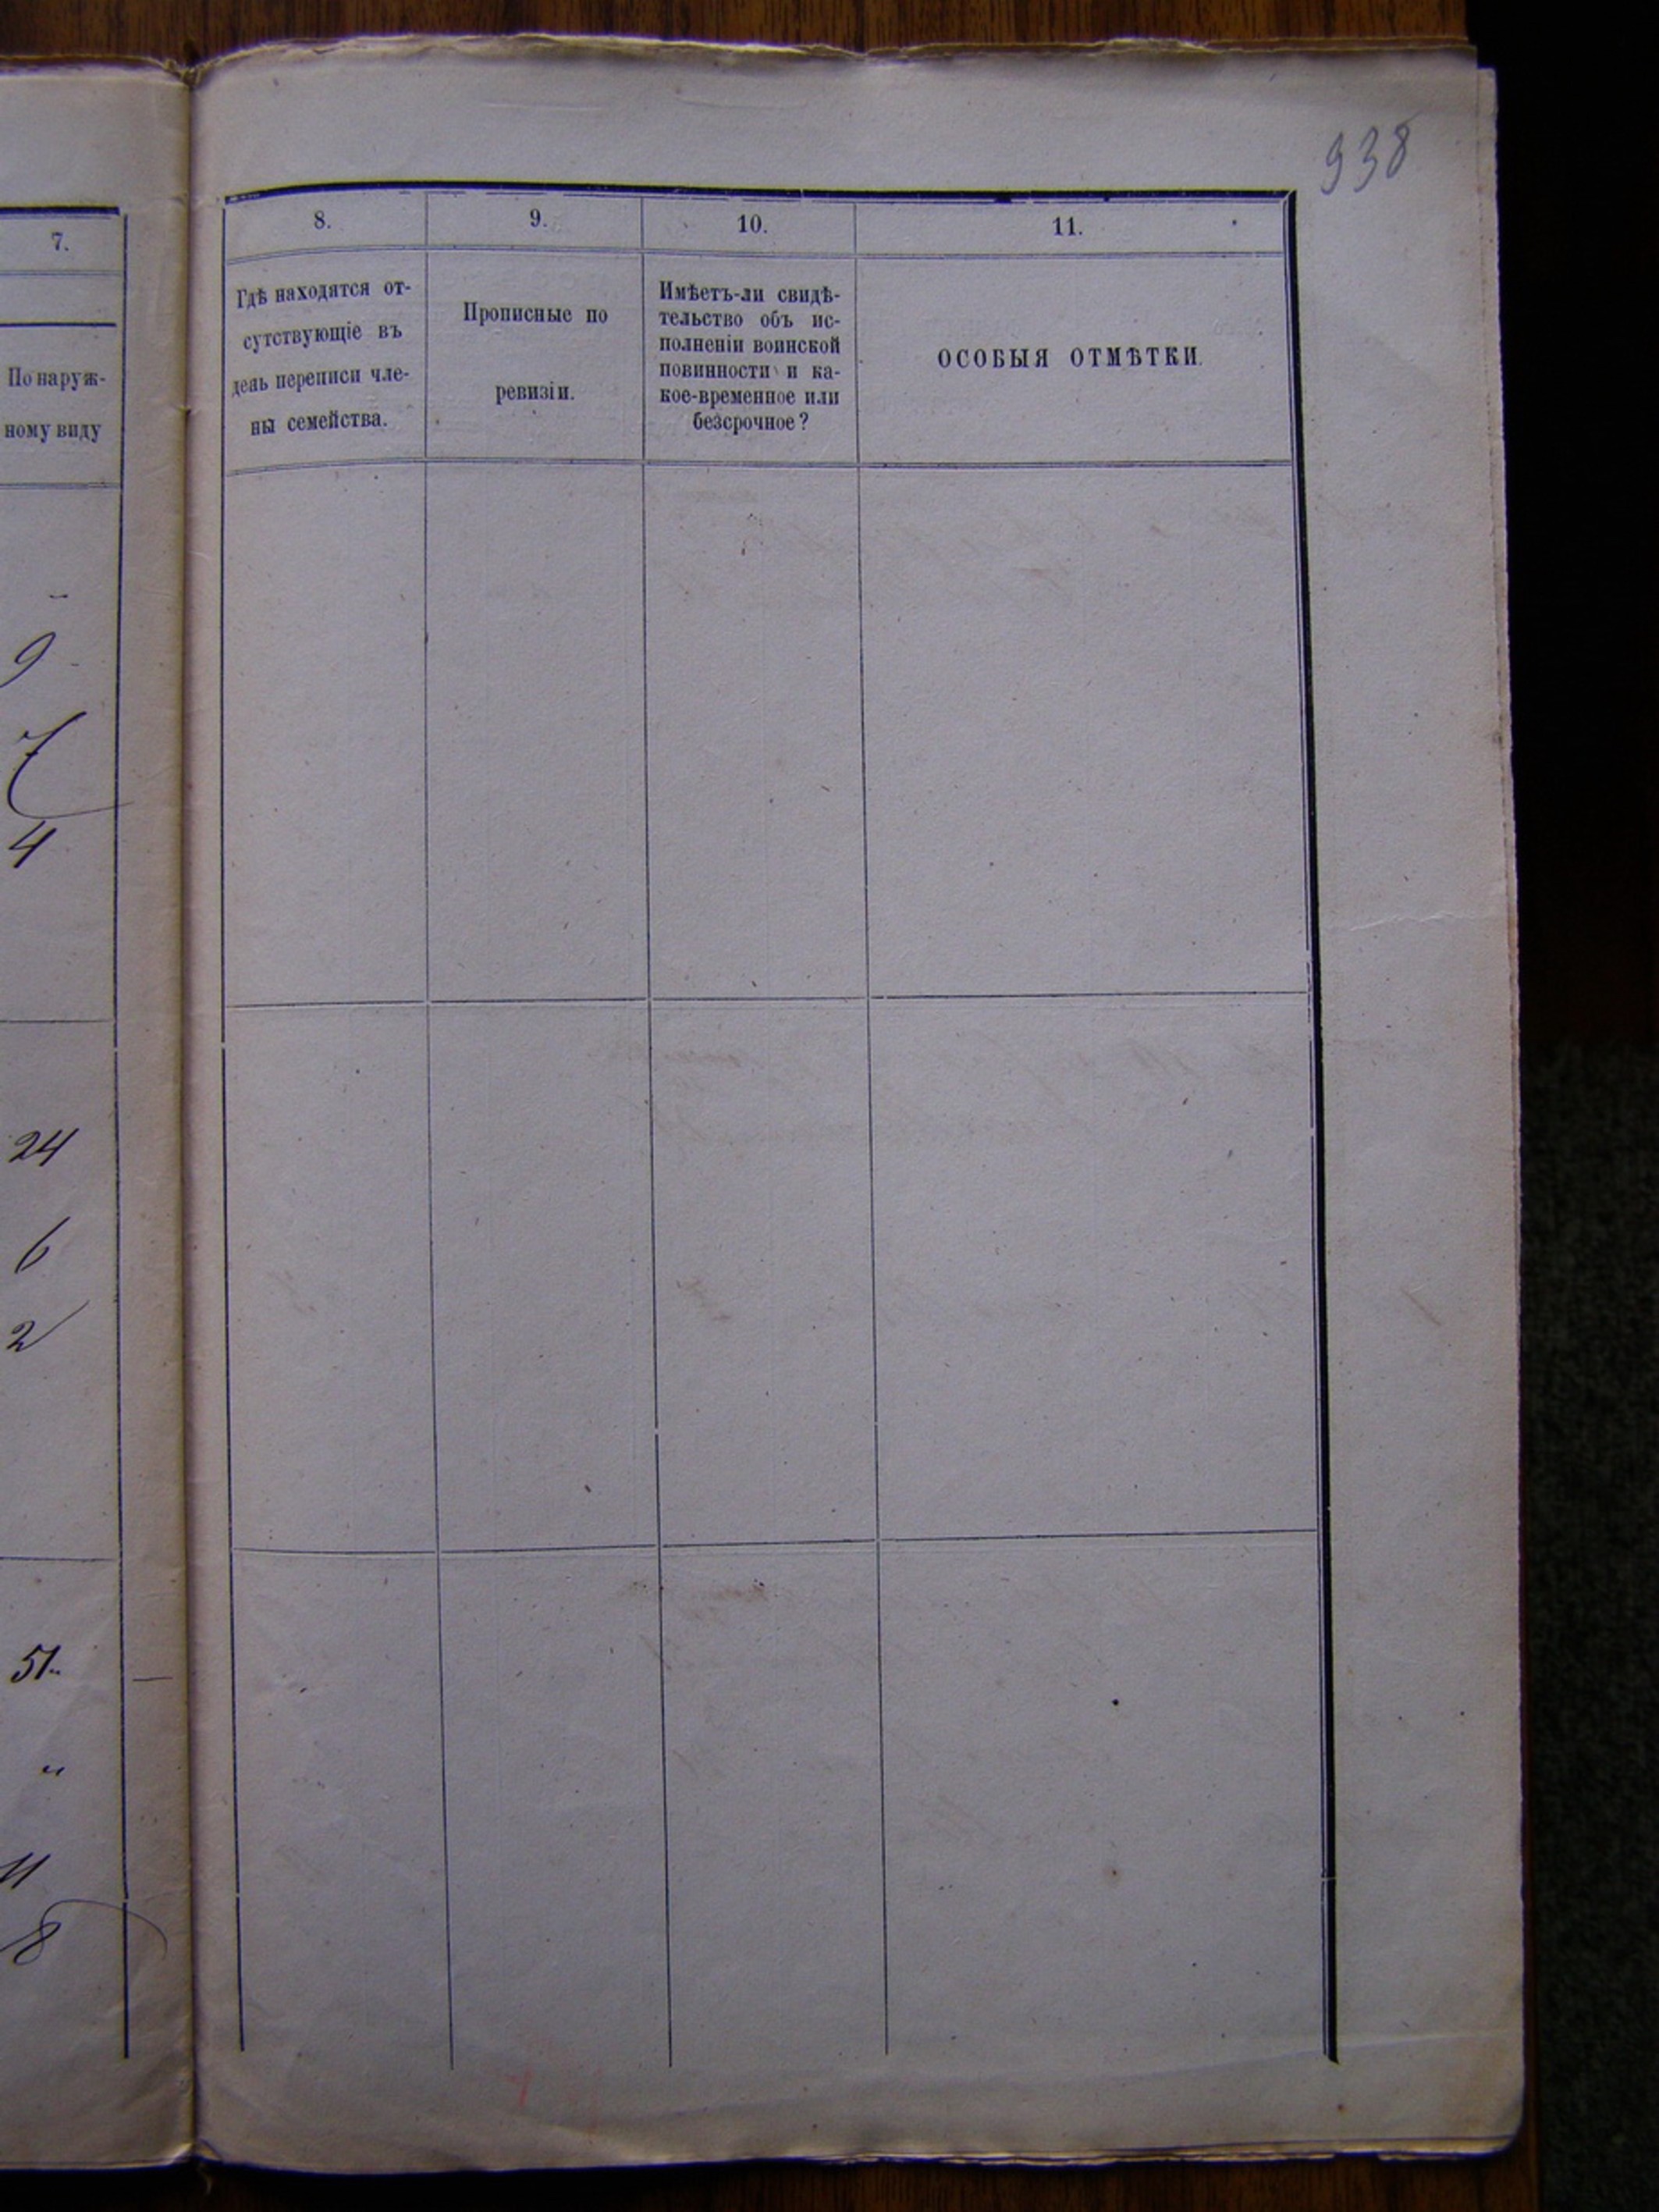 938
7.
По наруж-
ному виду
9
7
4
24
6
2
51
"
11
18
8.
9.
10.
11.
Гдѣ находятся от-
сутствующіе въ
день переписи чле-
ны семейства.
Прописные по
ревизіи.
Имѣетъ-ли свидѣ-
тельство объ ис-
полненіи воинской
повинности и ка-
кое-временное или
безсрочное?
ОСОБЫЯ ОТМѢТКИ.